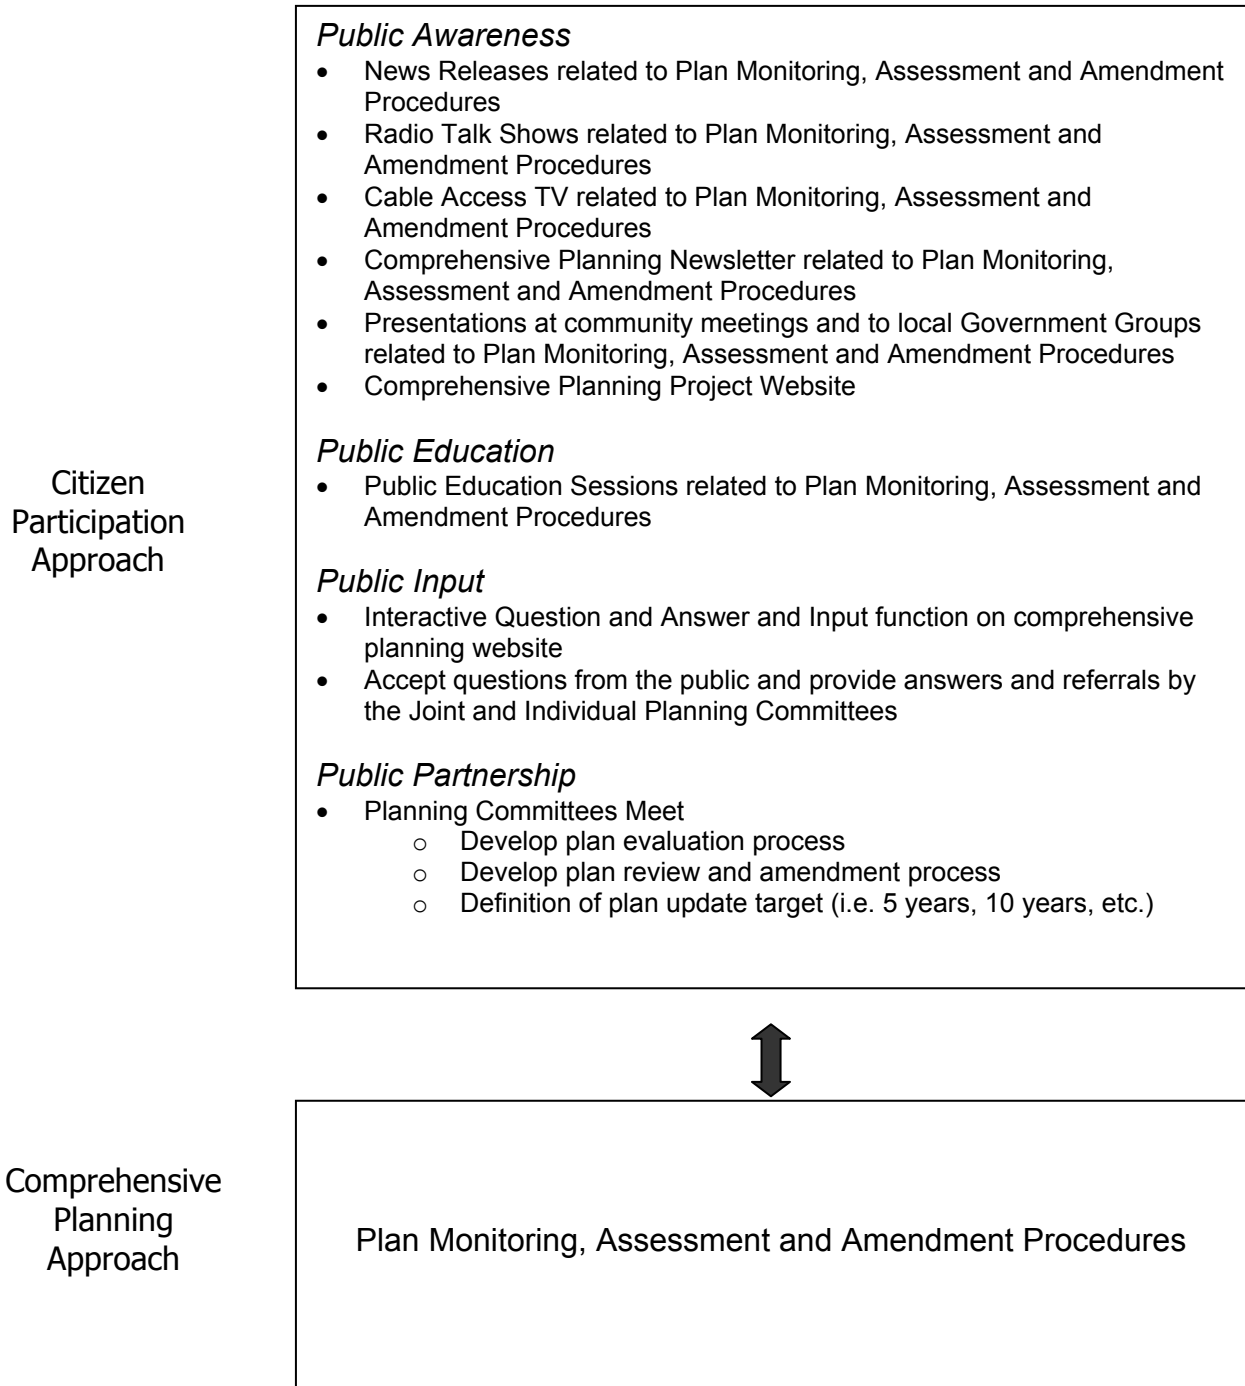 Public Awareness
• News Releases related to Plan Monitoring, Assessment and Amendment
Procedures
• Radio Talk Shows related to Plan Monitoring, Assessment and
Amendment Procedures
• Cable Access TV related to Plan Monitoring, Assessment and
Amendment Procedures
• Comprehensive Planning Newsletter related to Plan Monitoring,
Assessment and Amendment Procedures
• Presentations at community meetings and to local Government Groups
related to Plan Monitoring, Assessment and Amendment Procedures
• Comprehensive Planning Project Website
Public Education
• Public Education Sessions related to Plan Monitoring, Assessment and
Amendment Procedures
Citizen
Participation
Approach
Public Input
• Interactive Question and Answer and Input function on comprehensive
planning website
• Accept questions from the public and provide answers and referrals by
the Joint and Individual Planning Committees
Public Partnership
• Planning Committees Meet
o Develop plan evaluation process
o Develop plan review and amendment process
o Definition of plan update target (i.e. 5 years, 10 years, etc.)
Comprehensive
Planning
Approach
Plan Monitoring, Assessment and Amendment Procedures